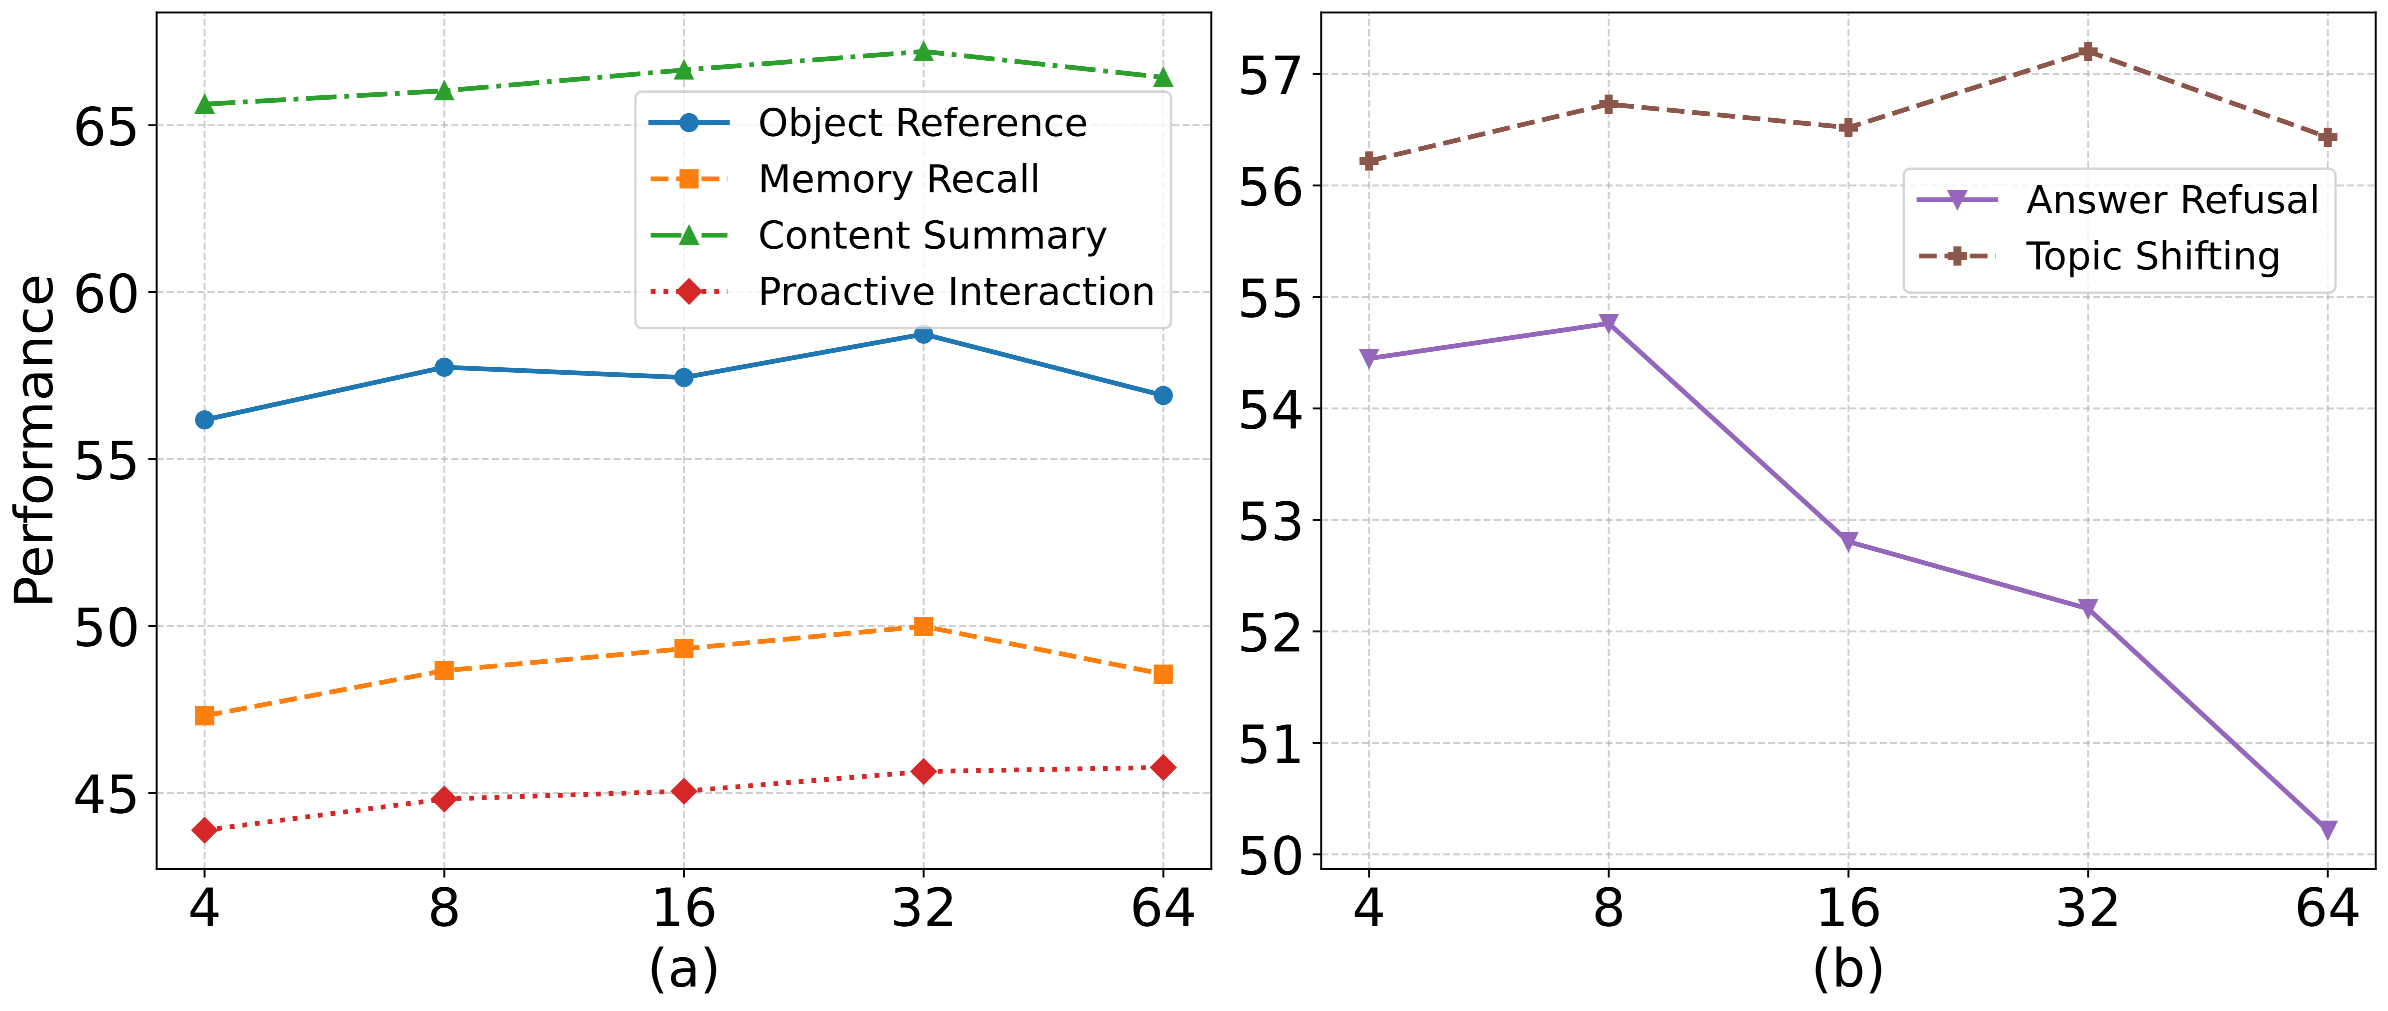 Performance
65
60
55
50
45
Object Reference
Memory Recall
Content Summary
Proactive Interaction
4 8 16 32 64
(a)
57
56
55
54
53
52
51
50
Answer Refusal
Topic Shifting
4 8 16 32 64
(b)